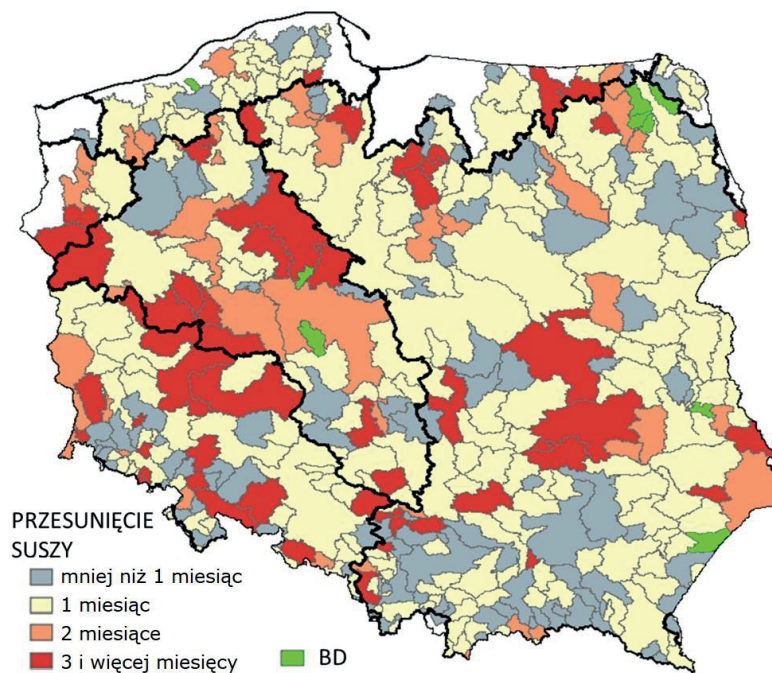 PRZESUNIĘCIE
SUSZY
mniej niż 1 miesiąc
1 miesiąc
2 miesiące
3 i więcej miesięcy
BD